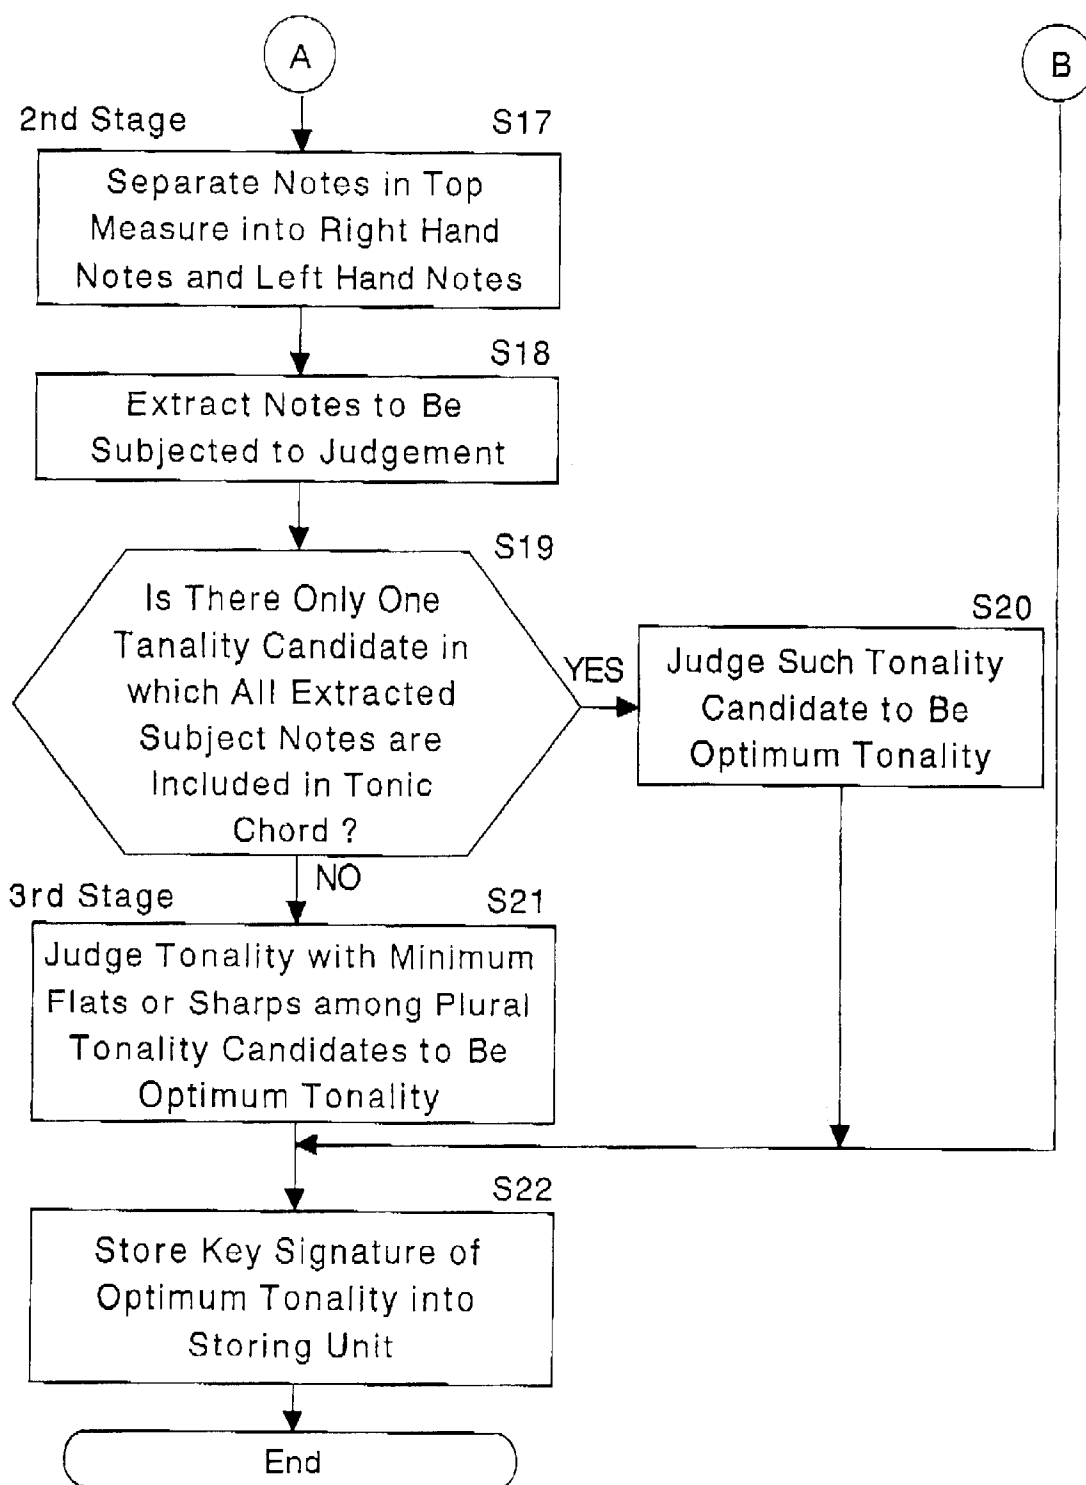 A
B
2nd Stage
S17
Separate Notes in Top
Measure into Right Hand
Notes and Left Hand Notes
S18
Extract Notes to Be
Subjected to Judgement
S19
Is There Only One
Tanality Candidate in
which All Extracted
Subject Notes are
Included in Tonic
Chord ?
YES
S20
Judge Such Tonality
Candidate to Be
Optimum Tonality
NO
3rd Stage
S21
Judge Tonality with Minimum
Flats or Sharps among Plural
Tonality Candidates to Be
Optimum Tonality
S22
Store Key Signature of
Optimum Tonality into
Storing Unit
End